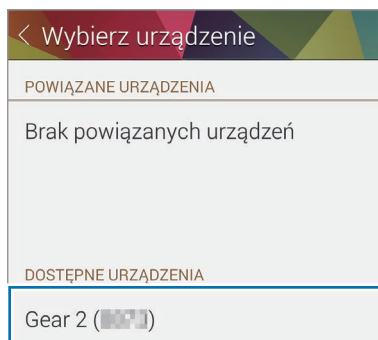 < Wybierz urządzenie
POWIĄZANE URZĄDZENIA
Brak powiązanych urządzeń
DOSTĘPNE URZĄDZENIA
Gear 2 ()